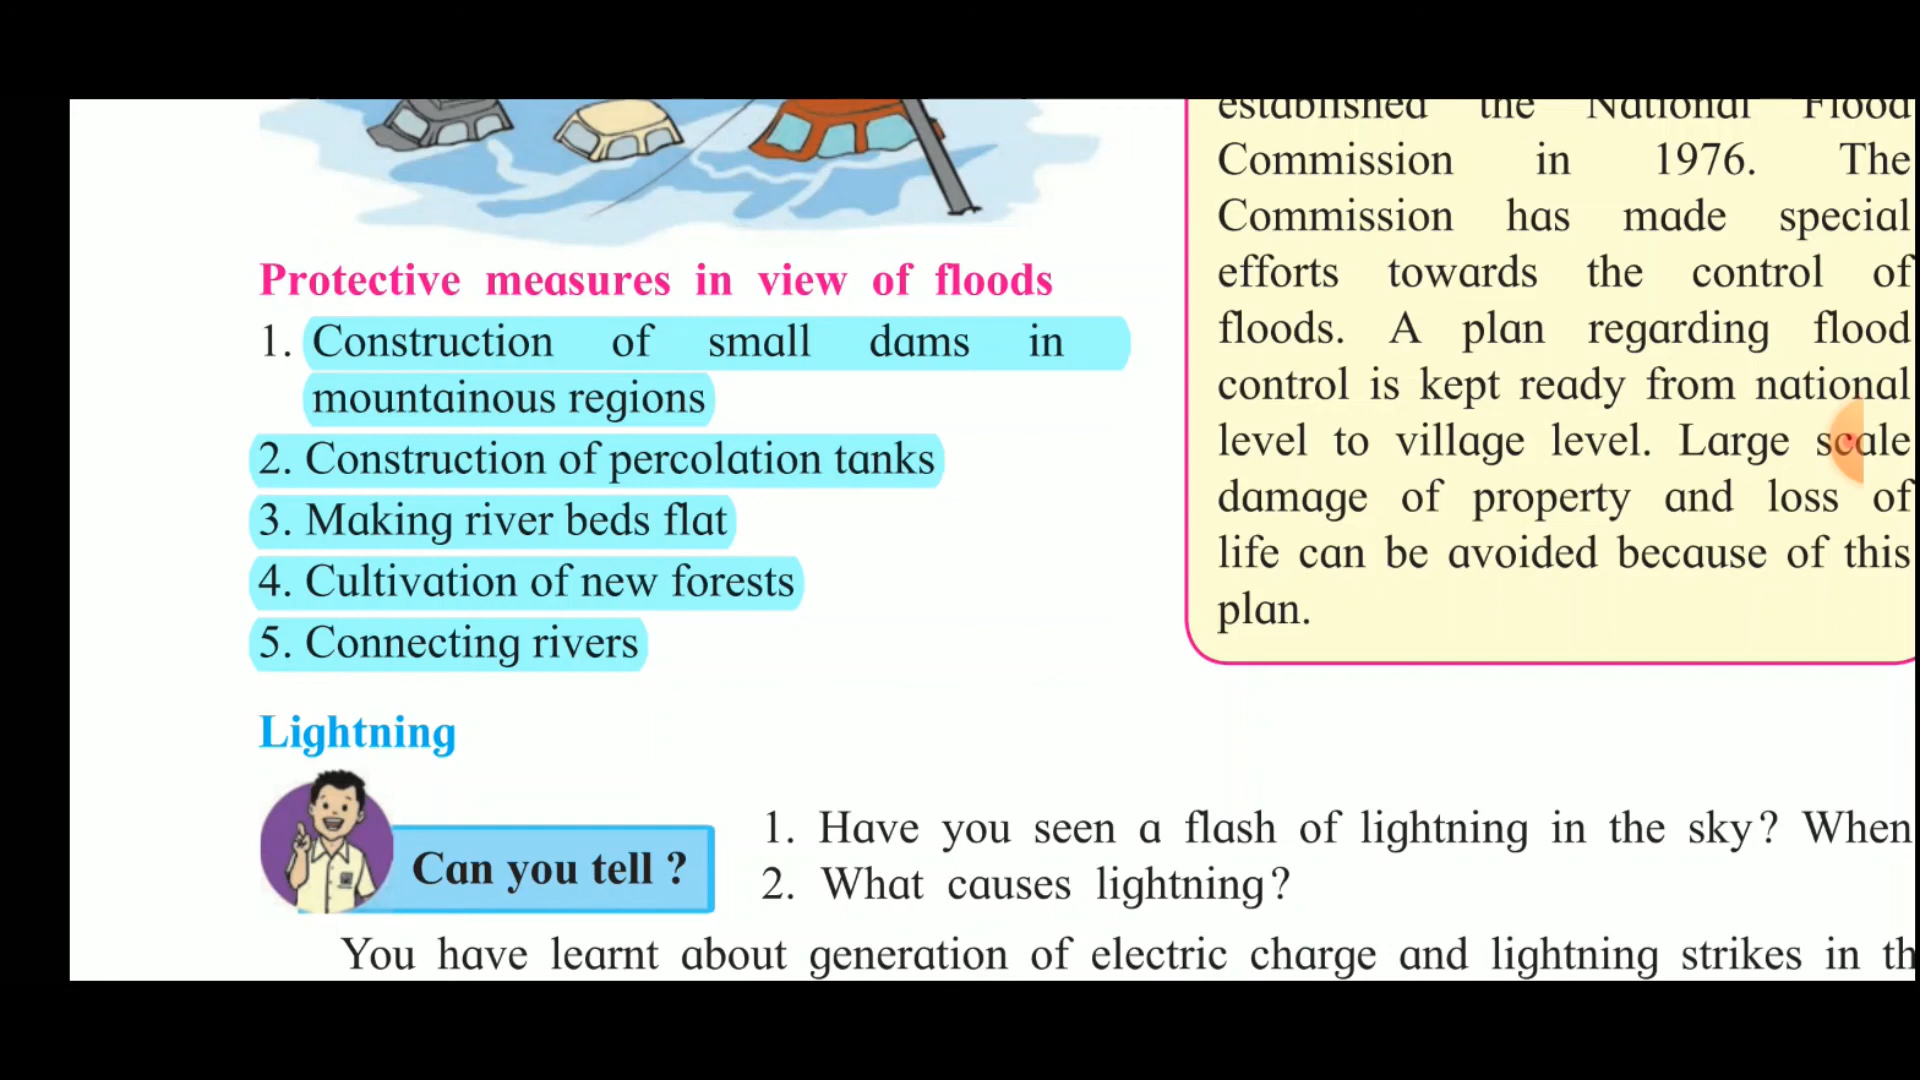 Protective measures in view of floods
1. Construction of small dams in
mountainous regions
2. Construction of percolation tanks
3. Making river beds flat
4. Cultivation of new forests
5. Connecting rivers
established the National Flood
Commission in 1976. The
Commission has made special
efforts towards the control of
floods. A plan regarding flood
control is kept ready from national
level to village level. Large scale
damage of property and loss of
life can be avoided because of this
plan.
Lightning
Can you tell ?
1. Have you seen a flash of lightning in the sky? When
2. What causes lightning?
You have learnt about generation of electric charge and lightning strikes in th